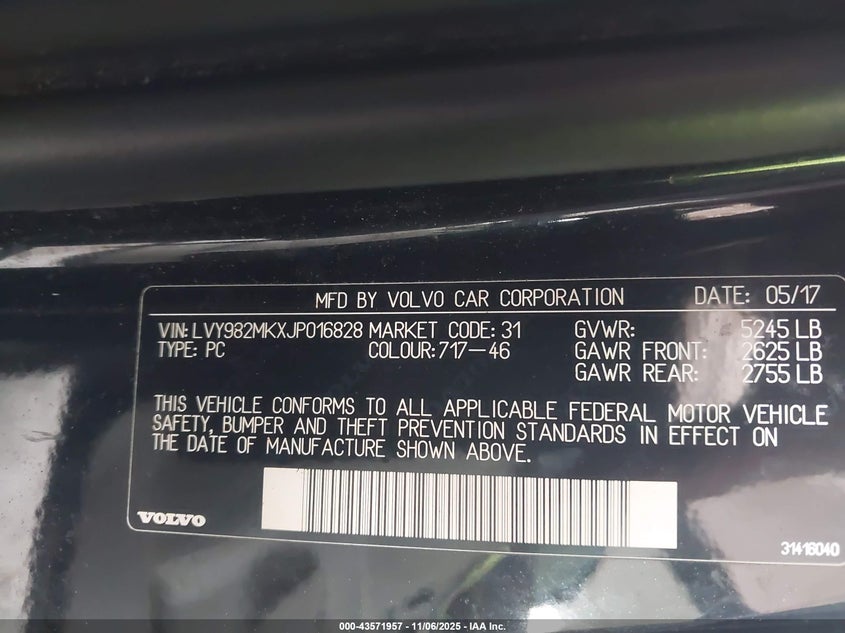 MFD BY VOLVO CAR CORPORATION DATE: 05/17
VIN: LVY982MKXJP016828 MARKET CODE: 31 GVWR: 5245 LB
TYPE: PC COLOUR: 717-46 GAWR FRONT: 2625 LB
GAWR REAR: 2755 LB
THIS VEHICLE CONFORMS TO ALL APPLICABLE FEDERAL MOTOR VEHICLE
SAFETY, BUMPER AND THEFT PREVENTION STANDARDS IN EFFECT ON
THE DATE OF MANUFACTURE SHOWN ABOVE.
VOLVO
31416040
000-43571957 - 11/06/2025 - IAA Inc.